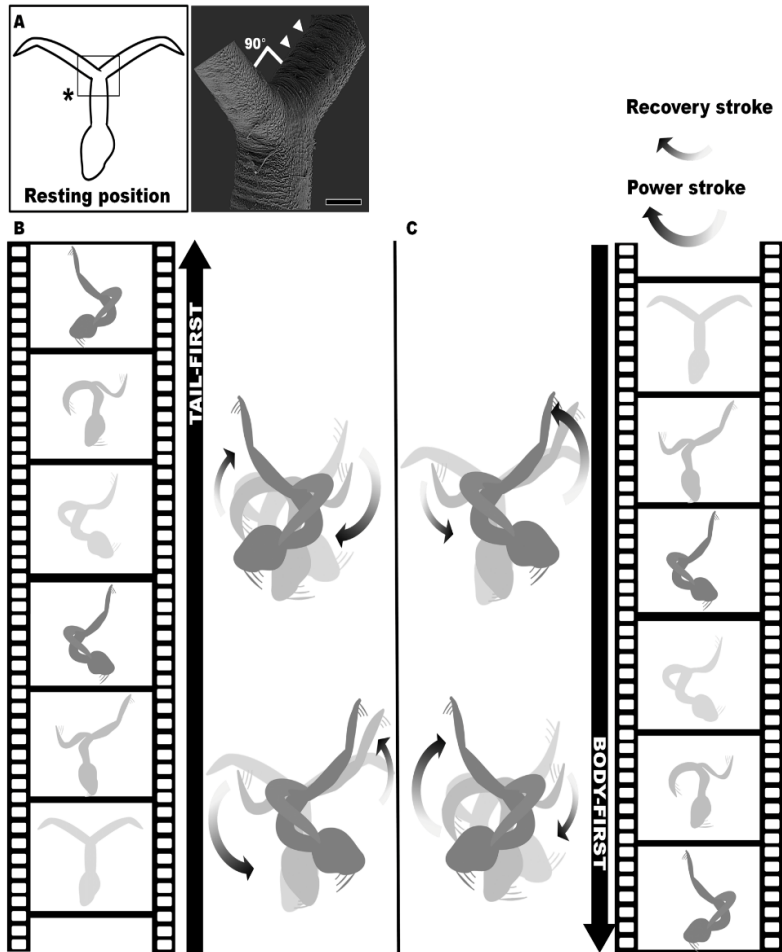 A
90°
*
Resting position
Recovery stroke
Power stroke
B
C
TAIL-FIRST
BODY-FIRST